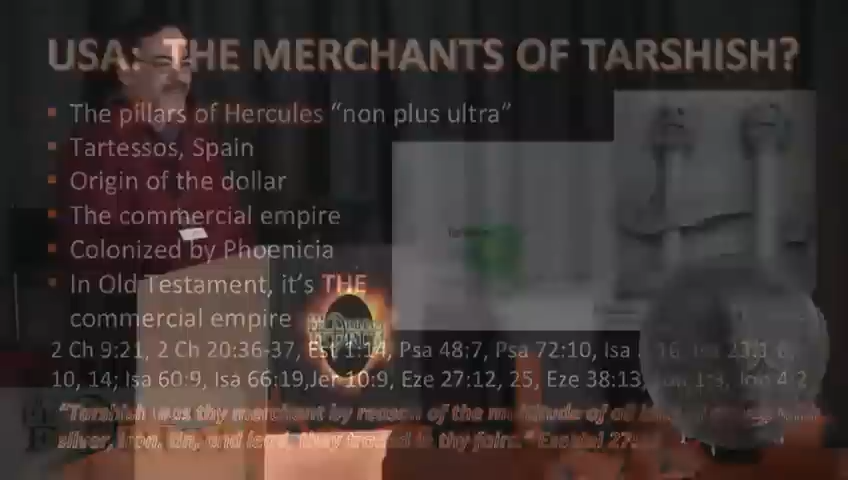 USA: THE MERCHANTS OF TARSHISH?
The pillars of Hercules “non plus ultra”
Tartessos, Spain
Origin of the dollar
The commercial empire
Colonized by Phoenicia
In Old Testament, it’s THE
commercial empire
2 Ch 9:21, 2 Ch 20:36-37, Est 1:14, Psa 48:7, Psa 72:10, Isa
10, 14; Isa 60:9, Isa 66:19,Jer 10:9, Eze 27:12, 25, Eze 38:13,
“Tarshish was thy merchant by reason of the multitude of all
silver, iron, tin, and lead, they traded in thy fairs.” Ezekiel